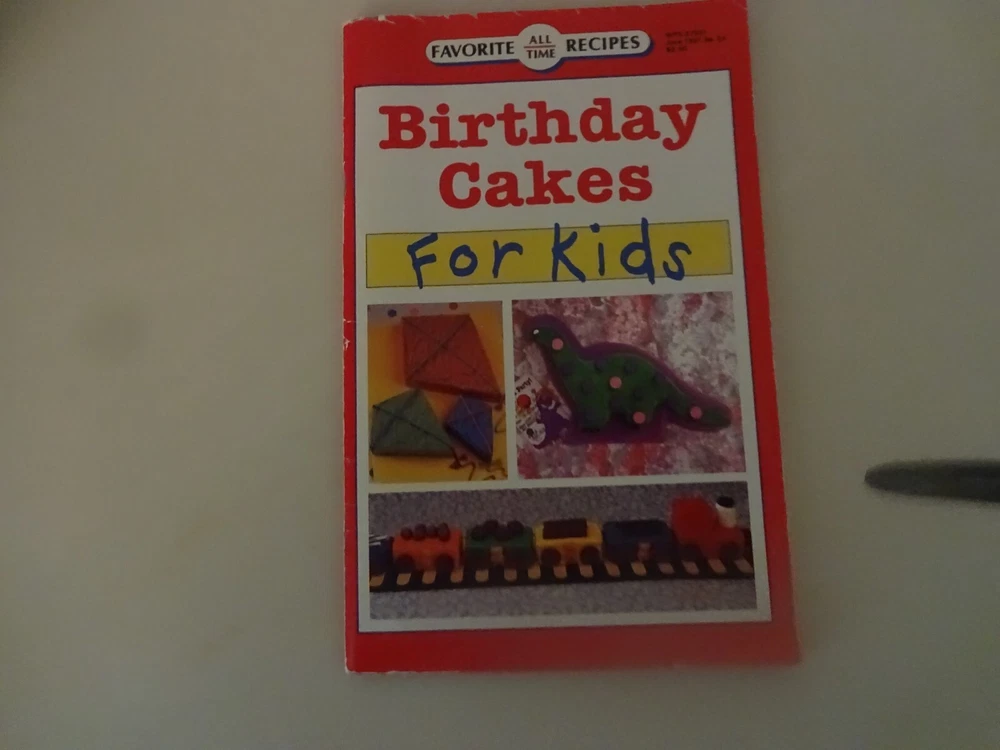 FAVORITE ALL TIME RECIPES
Birthday
Cakes
For Kids